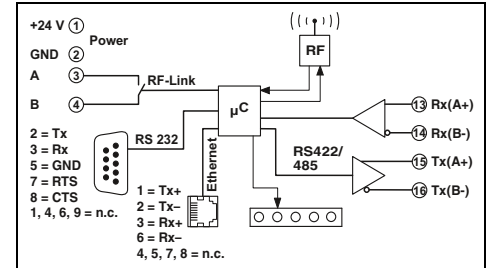 +24 V 1
Power
GND 2
A 3
RF-Link
B 4
RF
µC
13 Rx(A+)
14 Rx(B-)
RS422/
485
15 Tx(A+)
16 Tx(B-)
RS 232
2 = Tx
3 = Rx
5 = GND
7 = RTS
8 = CTS
1, 4, 6, 9 = n.c.
Ethernet
1 = Tx+
2 = Tx–
3 = Rx+
6 = Rx–
4, 5, 7, 8 = n.c.